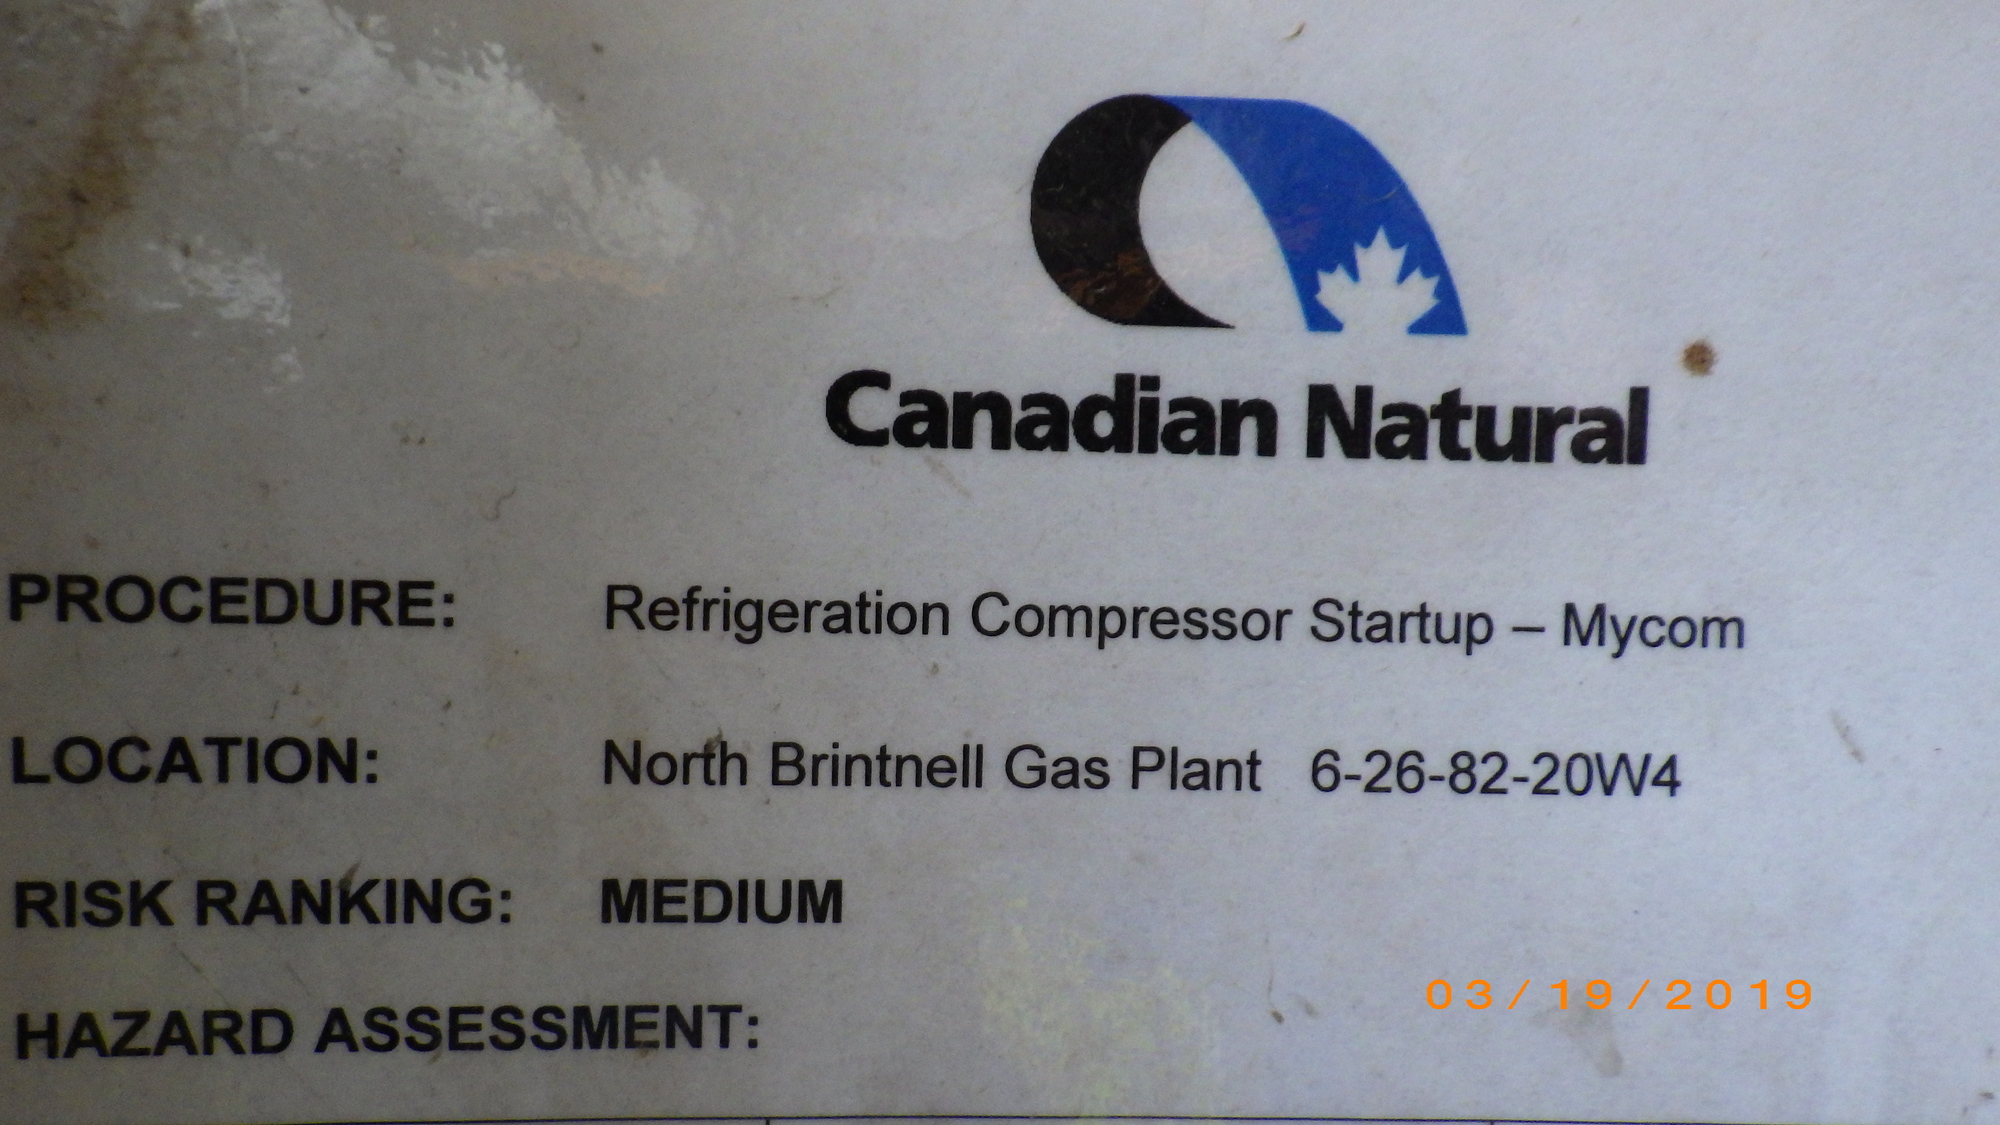 Canadian Natural
PROCEDURE: Refrigeration Compressor Startup – Mycom
LOCATION: North Brintnell Gas Plant 6-26-82-20W4
RISK RANKING: MEDIUM
HAZARD ASSESSMENT:
03/19/2019